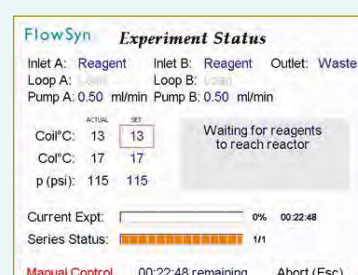 FlowSyn Experiment Status
Inlet A: Reagent Inlet B: Reagent Outlet: Waste
Loop A: Loop B:
Pump A: 0.50 ml/min Pump B: 0.50 ml/min
ACTUAL SET
Coil°C: 13 13
Col°C: 17 17
p (psi): 115 115
Waiting for reagents
to reach reactor
Current Expt: 0% 00:22:48
Series Status: 1/1
Manual Control 00:22:48 remaining Abort (Esc)